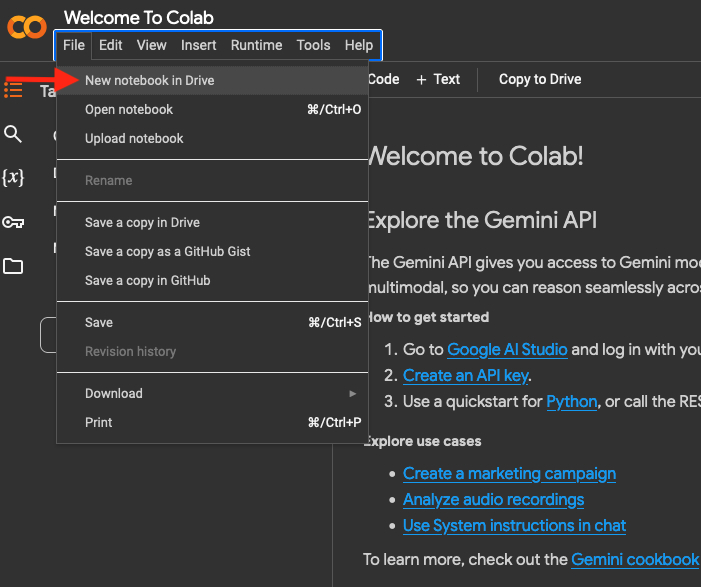 Welcome To Colab
File Edit View Insert Runtime Tools Help
Code + Text Copy to Drive
New notebook in Drive
Open notebook ⌘/Ctrl+O
Upload notebook
Rename
Save a copy in Drive
Save a copy as a GitHub Gist
Save a copy in GitHub
Save ⌘/Ctrl+S
Revision history
Download
Print ⌘/Ctrl+P
{x}
Welcome to Colab!
Explore the Gemini API
The Gemini API gives you access to Gemini
multimodal, so you can reason seamlessly
How to get started
1. Go to Google AI Studio and log in with
2. Create an API key.
3. Use a quickstart for Python, or call the
Explore use cases
• Create a marketing campaign
• Analyze audio recordings
• Use System instructions in chat
To learn more, check out the Gemini cookbook